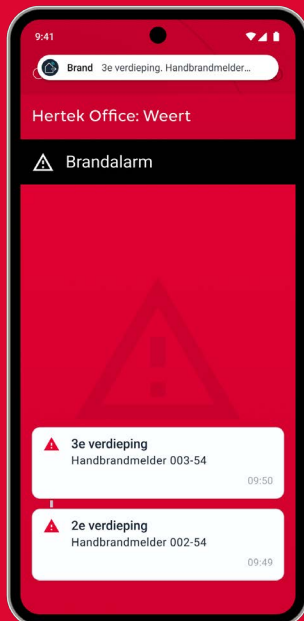 9:41
Brand 3e verdieping. Handbrandmelder...
Hertek Office: Weert
Brandalarm
3e verdieping
Handbrandmelder 003-54
09:50
2e verdieping
Handbrandmelder 002-54
09:49